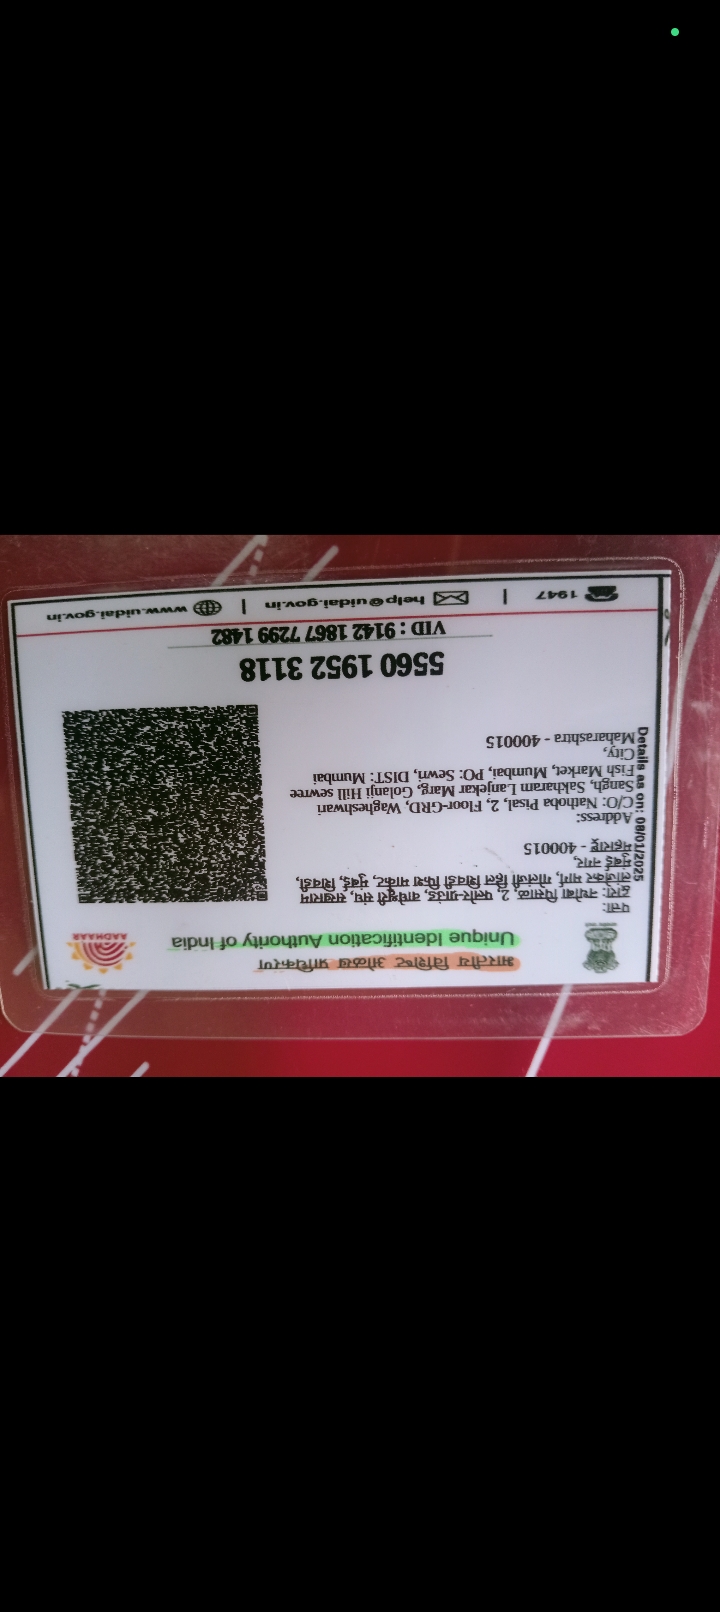 भारतीय विशिष्ट ओळख प्राधिकरण
Unique Identification Authority of India
AADHAAR
पत्ता:
द्वारे: नथोबा पिसाळ, 2, फ्लोर-ग्राउंड, वाघेश्वरी संघ, सखाराम
लांजेकर मार्ग, गोलंजी हिल शिवडी फिश मार्केट, मुंबई, शिवडी,
मुंबई नगर,
महाराष्ट्र - 400015
Address:
C/O: Nathoba Pisal, 2, Floor-GRD, Wagheshwari
Sangh, Sakharam Lanjekar Marg, Golanji Hill sewree
Fish Market, Mumbai, PO: Sewri, DIST: Mumbai
City,
Maharashtra - 400015
Details as on: 08/01/2025
5560 1952 3118
VID : 9142 1867 7299 1482
1947 | help@uidai.gov.in | www.uidai.gov.in